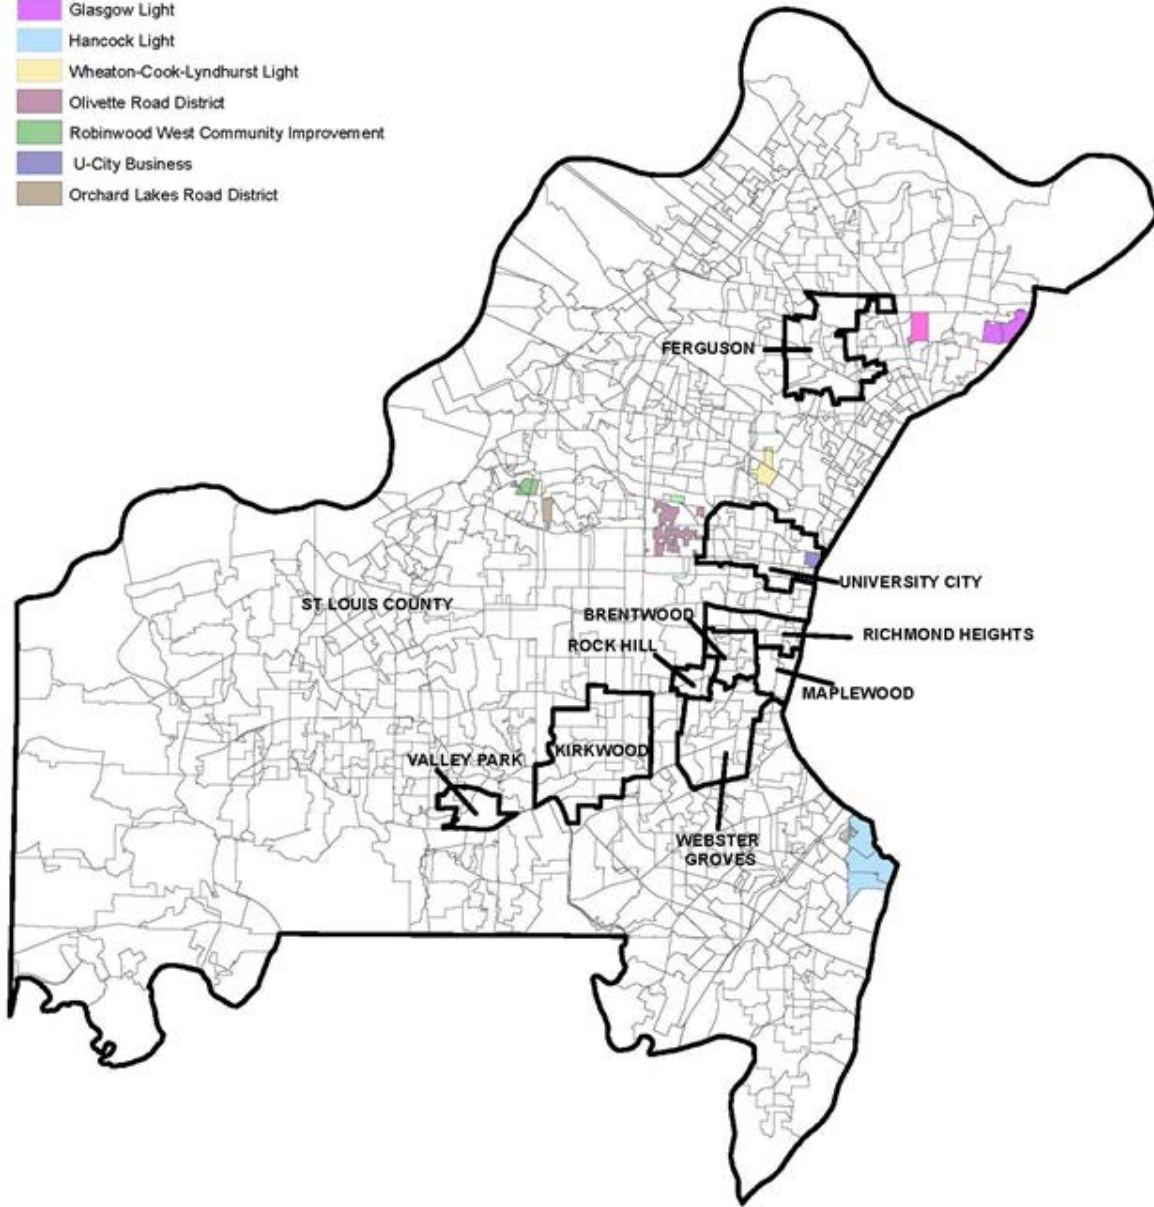 Glasgow Light
Hancock Light
Wheaton-Cook-Lyndhurst Light
Olivette Road District
Robinwood West Community Improvement
U-City Business
Orchard Lakes Road District
FERGUSON
UNIVERSITY CITY
ST LOUIS COUNTY
BRENTWOOD
RICHMOND HEIGHTS
ROCK HILL
MAPLEWOOD
KIRKWOOD
VALLEY PARK
WEBSTER
GROVES